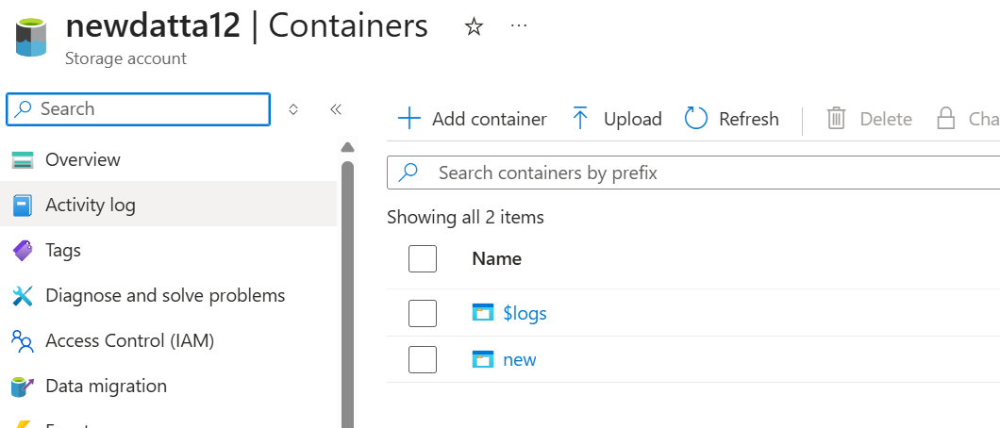 newdatta12 | Containers
Storage account
Search
Overview
Activity log
Tags
Diagnose and solve problems
Access Control (IAM)
Data migration
Add container
Upload
Refresh
Delete
Cha
Search containers by prefix
Showing all 2 items
Name
$logs
new